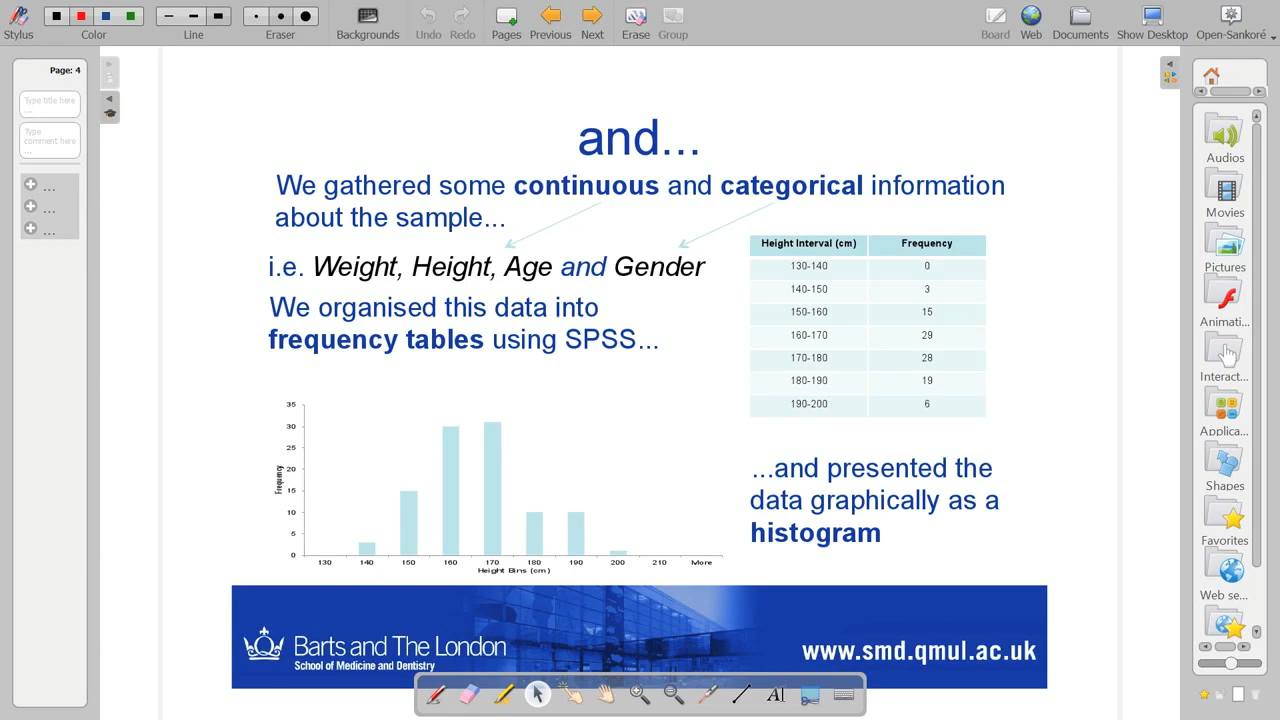 Stylus
Color
Line
Eraser
Backgrounds
Undo
Redo
Pages
Previous
Next
Erase
Group
Board
Web
Documents
Show Desktop
Open-Sankoré
Page: 4
Type title here
...
Type
comment here
...
...
...
...
and...
We gathered some continuous and categorical information
about the sample...
i.e. Weight, Height, Age and Gender
We organised this data into
frequency tables using SPSS...
Height Interval (cm) Frequency
130-140 0
140-150 3
150-160 15
160-170 29
170-180 28
180-190 19
190-200 6
35
30
25
20
15
10
5
0
Frequency
130 140 150 160 170 180 190 200 210 More
Height Bins (cm)
...and presented the
data graphically as a
histogram
Barts and The London
School of Medicine and Dentistry
www.smd.qmul.ac.uk
Audios
Movies
Pictures
Animati...
Interact...
Applica...
Shapes
Favorites
Web se...